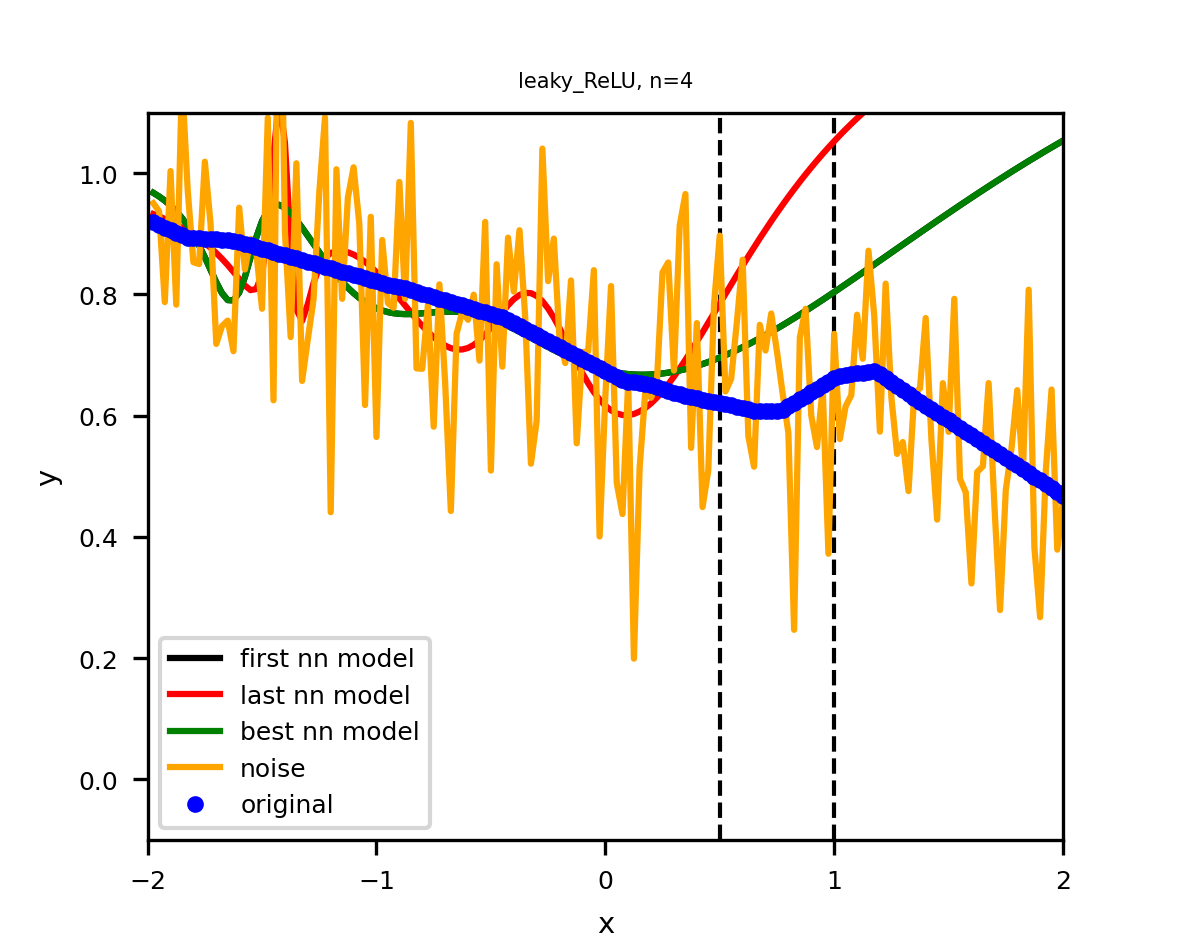 leaky_ReLU, n=4
y
1.0
0.8
0.6
0.4
0.2
0.0
first nn model
last nn model
best nn model
noise
original
−2 −1 0 1 2
x